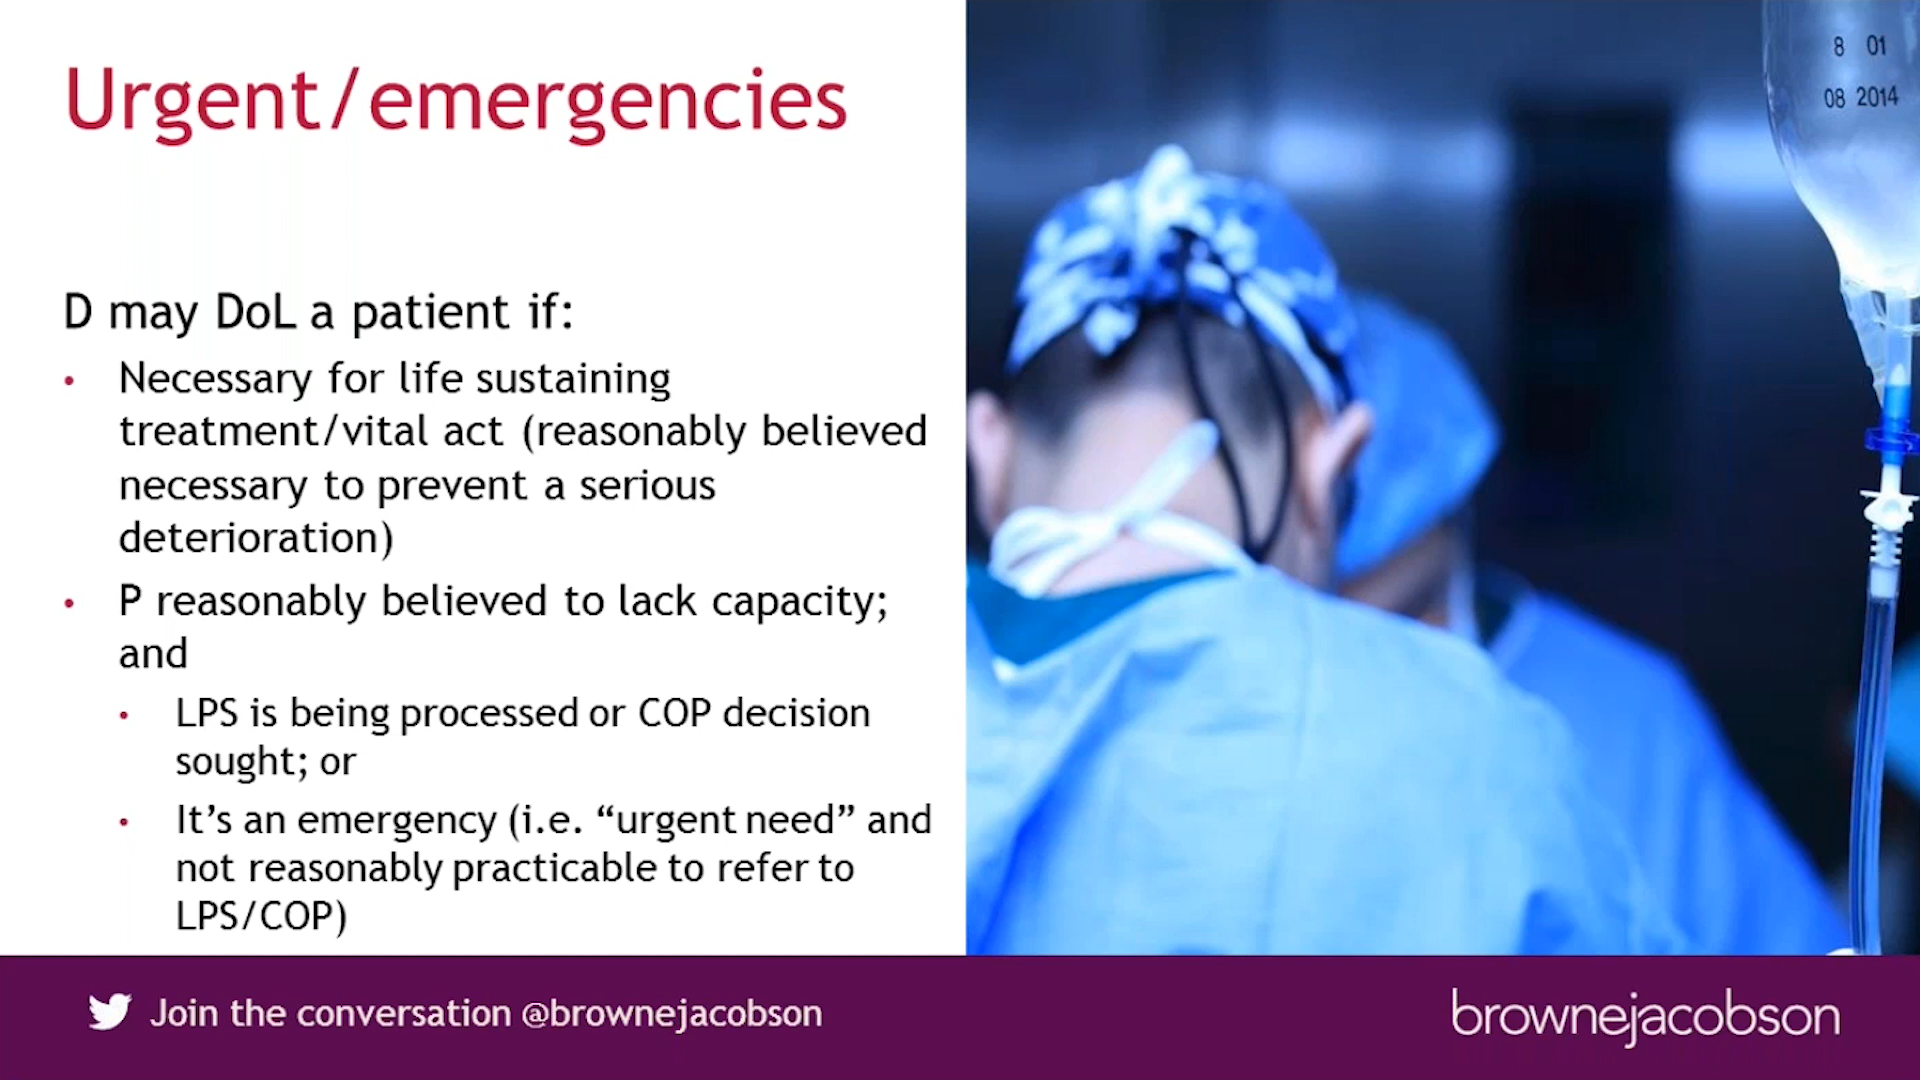 Urgent/emergencies
D may DoL a patient if:
• Necessary for life sustaining
treatment/vital act (reasonably believed
necessary to prevent a serious
deterioration)
• P reasonably believed to lack capacity;
and
• LPS is being processed or COP decision
sought; or
• It’s an emergency (i.e. “urgent need” and
not reasonably practicable to refer to
LPS/COP)
8 01
08 2014
Join the conversation @brownejacobson
brownejacobson